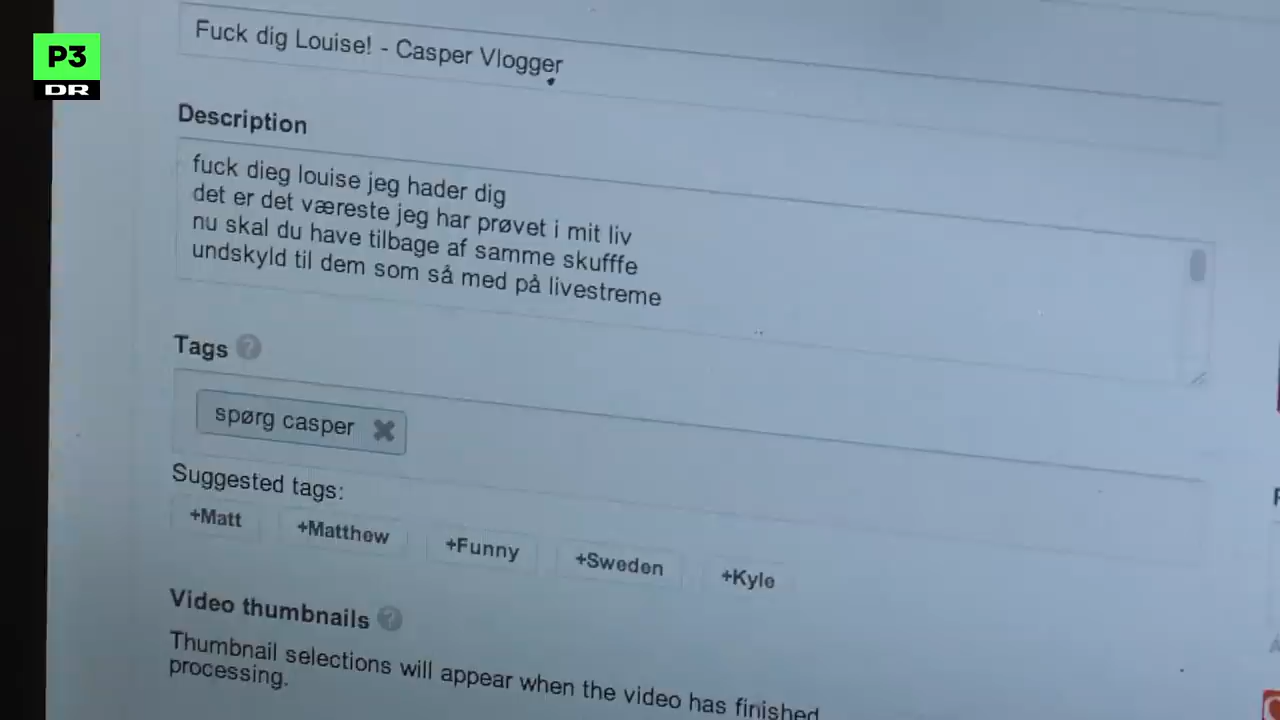 P3
DR
Fuck dig Louise! - Casper Vlogger
Description
fuck dieg louise jeg hader dig
det er det væreste jeg har prøvet i mit liv
nu skal du have tilbage af samme skufffe
undskyld til dem som så med på livestreme
Tags ?
spørg casper
Suggested tags:
+Matt +Matthew +Funny +Sweden +Kyle
Video thumbnails ?
Thumbnail selections will appear when the video has finished
processing.